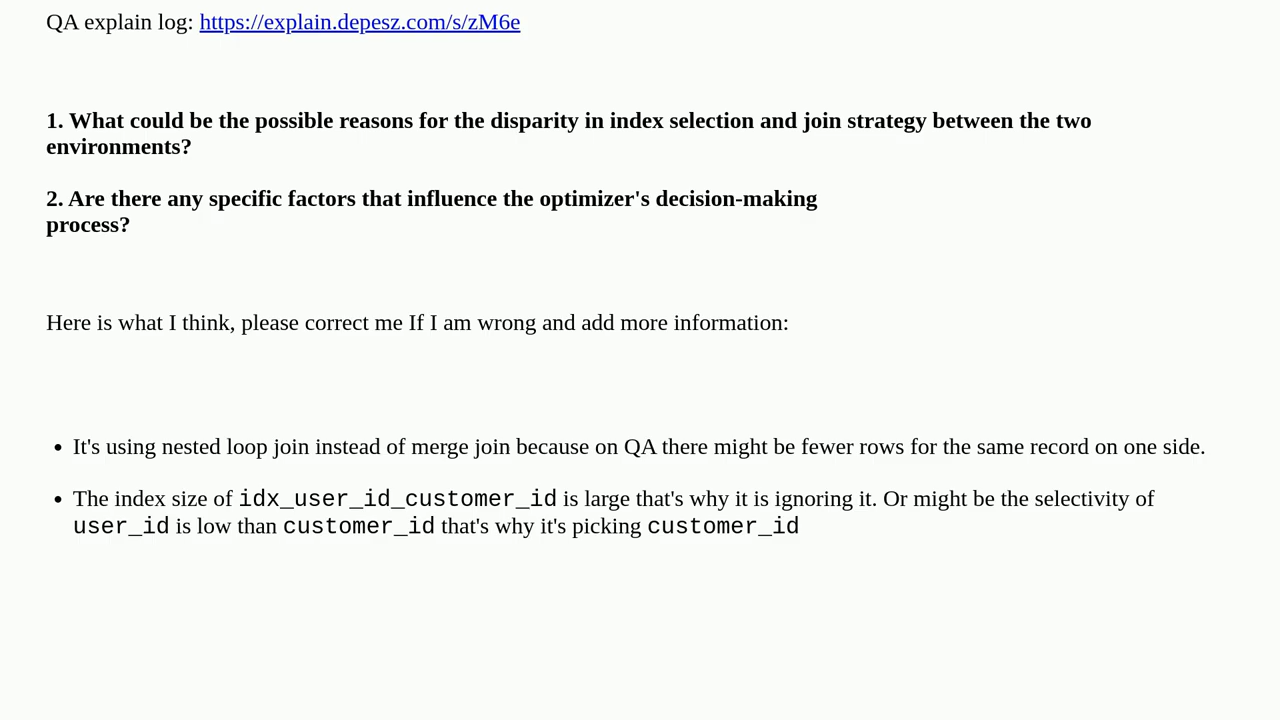 QA explain log: https://explain.depesz.com/s/zM6e
1. What could be the possible reasons for the disparity in index selection and join strategy between the two
environments?
2. Are there any specific factors that influence the optimizer's decision-making
process?
Here is what I think, please correct me If I am wrong and add more information:
• It's using nested loop join instead of merge join because on QA there might be fewer rows for the same record on one side.
• The index size of idx_user_id_customer_id is large that's why it is ignoring it. Or might be the selectivity of
user_id is low than customer_id that's why it's picking customer_id